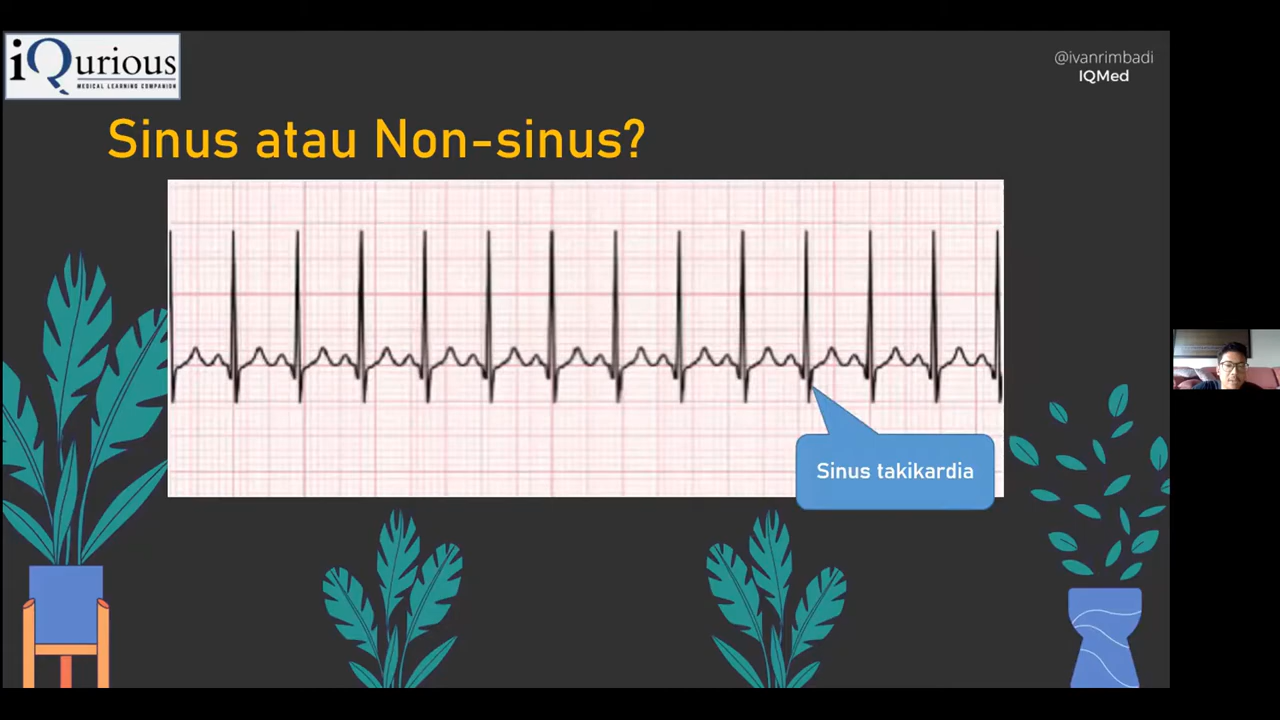 iQurious
MEDICAL LEARNING COMPANION
@ivanrimbadi
IQMed
Sinus atau Non-sinus?
Sinus takikardia